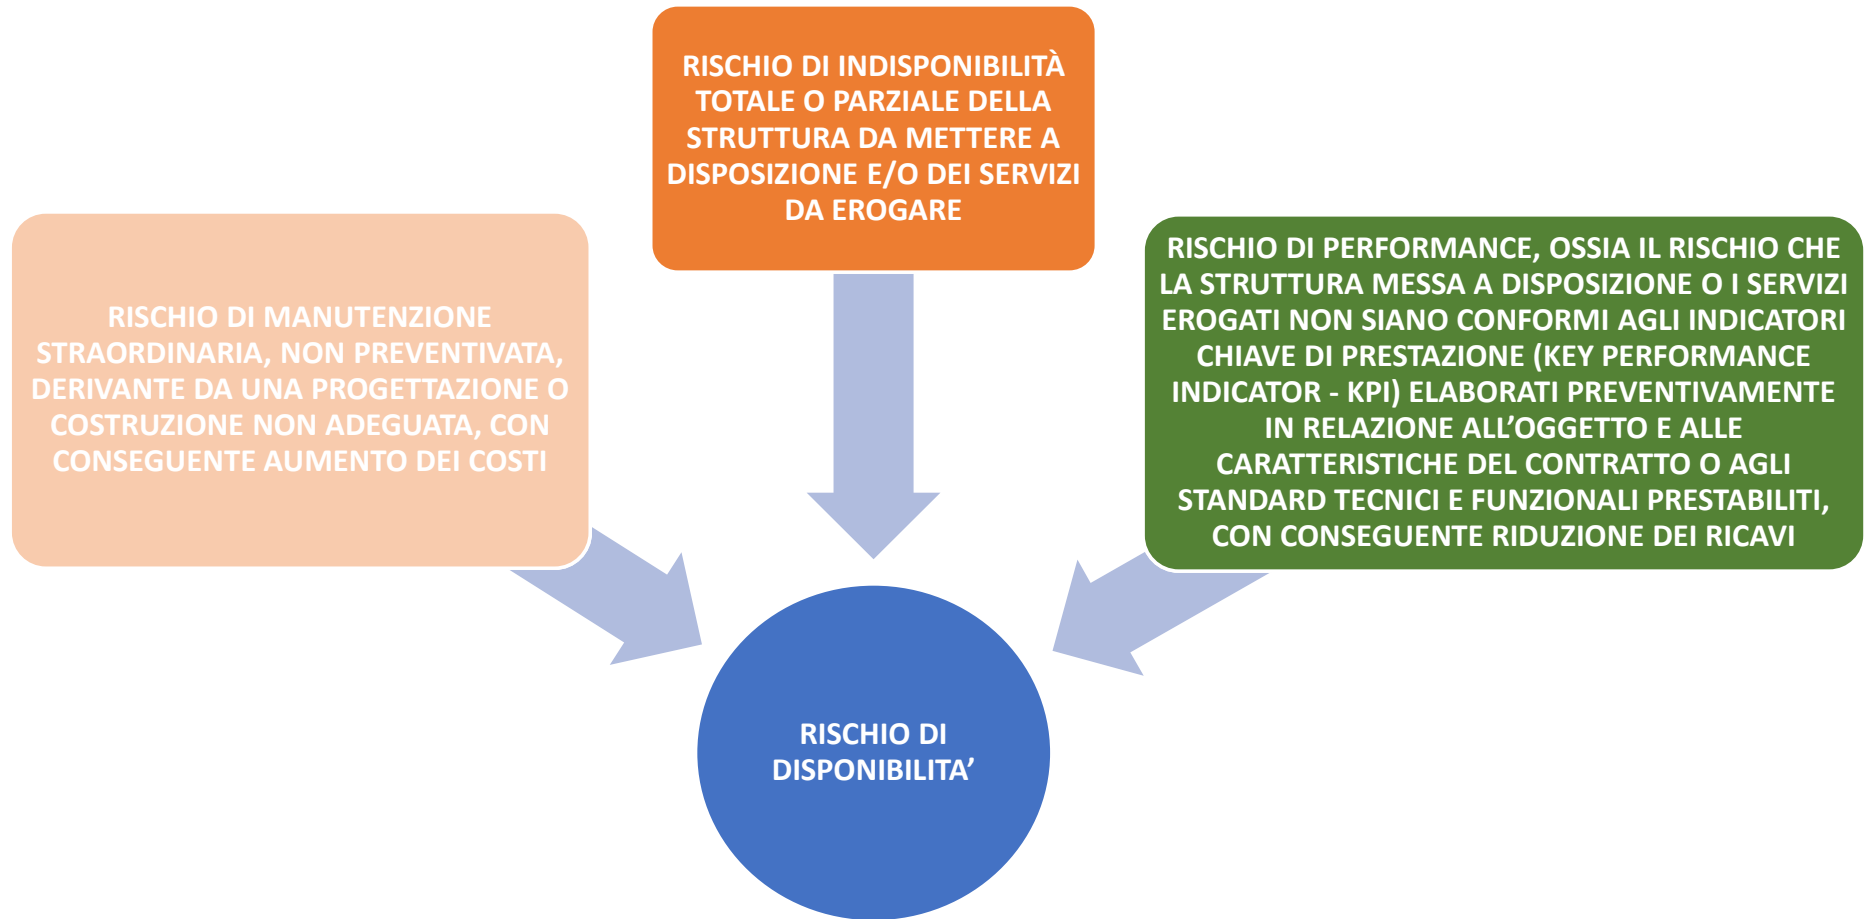 RISCHIO DI INDISPONIBILITÀ
TOTALE O PARZIALE DELLA
STRUTTURA DA METTERE A
DISPOSIZIONE E/O DEI SERVIZI
DA EROGARE
RISCHIO DI MANUTENZIONE
STRAORDINARIA, NON PREVENTIVATA,
DERIVANTE DA UNA PROGETTAZIONE O
COSTRUZIONE NON ADEGUATA, CON
CONSEGUENTE AUMENTO DEI COSTI
RISCHIO DI PERFORMANCE, OSSIA IL RISCHIO CHE
LA STRUTTURA MESSA A DISPOSIZIONE O I SERVIZI
EROGATI NON SIANO CONFORMI AGLI INDICATORI
CHIAVE DI PRESTAZIONE (KEY PERFORMANCE
INDICATOR - KPI) ELABORATI PREVENTIVAMENTE
IN RELAZIONE ALL’OGGETTO E ALLE
CARATTERISTICHE DEL CONTRATTO O AGLI
STANDARD TECNICI E FUNZIONALI PRESTABILITI,
CON CONSEGUENTE RIDUZIONE DEI RICAVI
RISCHIO DI
DISPONIBILITA’